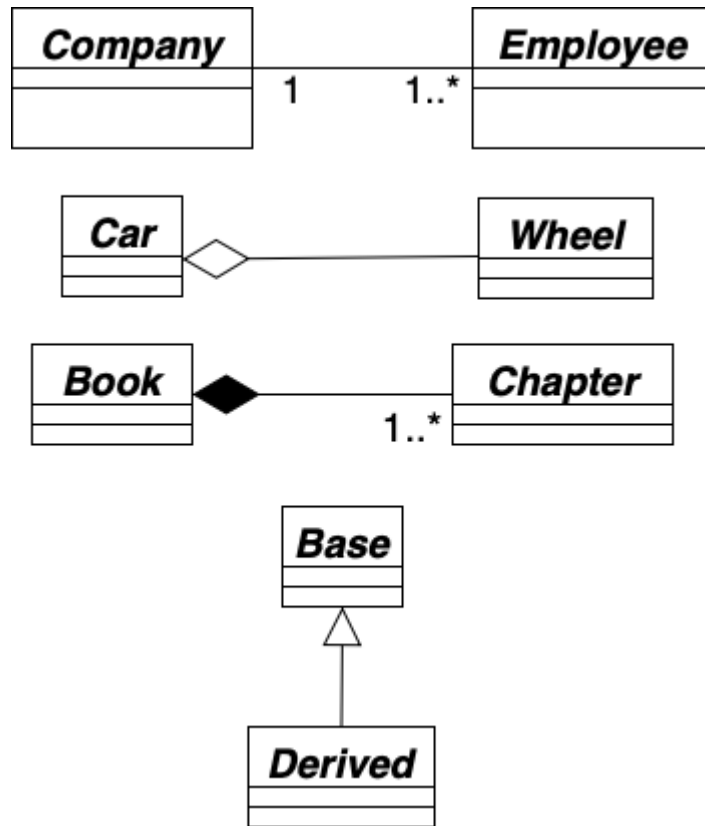 Company Employee
1 1..*
Car Wheel
Book Chapter
1..*
Base
Derived